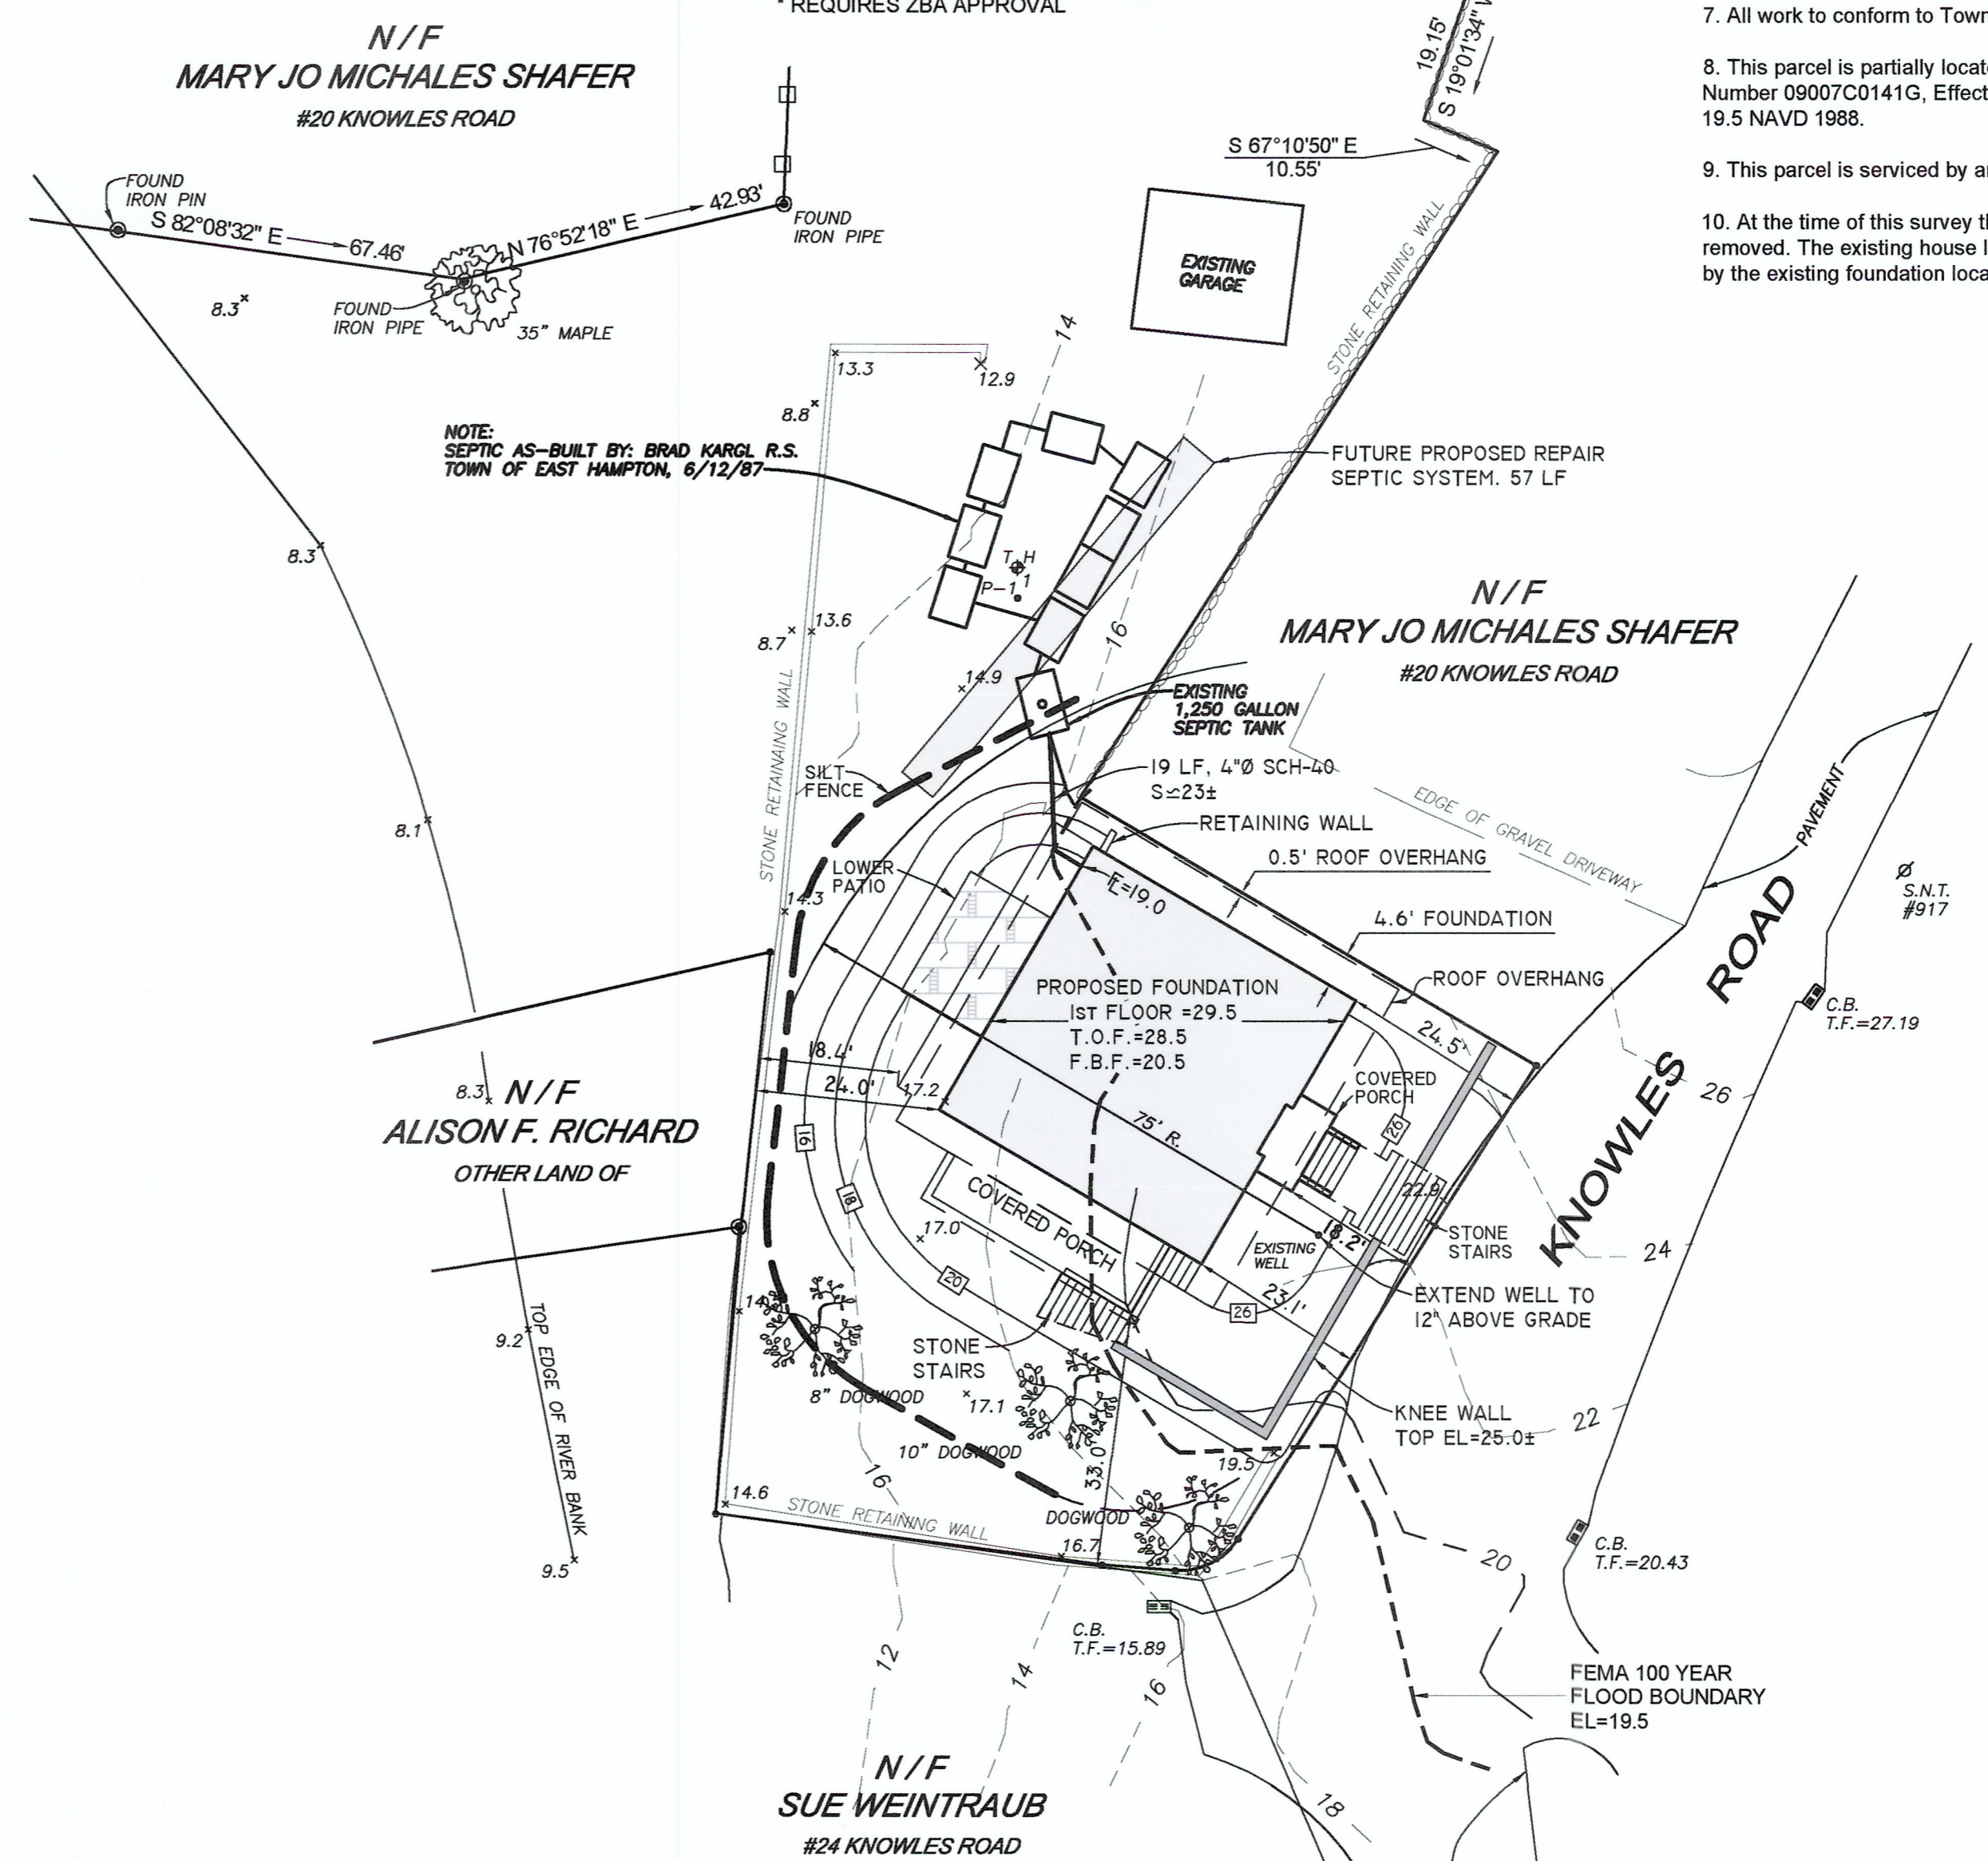 * REQUIRES ZBA APPROVAL
N/F
MARY JO MICHALES SHAFER
#20 KNOWLES ROAD
19.15'
S 19°01'34"
7. All work to conform to
8. This parcel is partially
Number 09007C0141G,
19.5 NAVD 1988.
9. This parcel is serviced by
10. At the time of this survey
removed. The existing house
by the existing foundation
S 67°10'50" E
10.55'
FOUND
IRON PIN
S 82°08'32" E
67.46'
N 76°52'18" E
42.93'
FOUND
IRON PIPE
8.3
FOUND
IRON PIPE
35" MAPLE
EXISTING
GARAGE
STONE RETAINING WALL
14
13.3
12.9
8.8
NOTE:
SEPTIC AS-BUILT BY: BRAD KARGL R.S.
TOWN OF EAST HAMPTON, 6/12/87
FUTURE PROPOSED REPAIR
SEPTIC SYSTEM. 57 LF
8.3
T H
1
P-1
13.6
8.7
16
N/F
MARY JO MICHALES SHAFER
#20 KNOWLES ROAD
14.9
EXISTING
1,250 GALLON
SEPTIC TANK
STONE RETAINING WALL
SILT
FENCE
19 LF, 4"Ø SCH-40
S≃23±
8.1
RETAINING WALL
EDGE OF GRAVEL DRIVEWAY
PAVEMENT
0.5' ROOF OVERHANG
LOWER
PATIO
14.3
FL=19.0
4.6' FOUNDATION
S.N.T.
#917
ROOF OVERHANG
PROPOSED FOUNDATION
1ST FLOOR =29.5
T.O.F.=28.5
F.B.F.=20.5
C.B.
T.F.=27.19
KNOWLES ROAD
24.5'
18.4'
24.0'
17.2
COVERED
PORCH
26
8.3
N/F
ALISON F. RICHARD
OTHER LAND OF
75' R.
26
16
18
COVERED PORCH
22.9
18.2'
STONE
STAIRS
17.0
EXISTING
WELL
24
20
23.1'
26
EXTEND WELL TO
12" ABOVE GRADE
9.2
TOP EDGE OF RIVER BANK
STONE
STAIRS
8" DOGWOOD
17.1
KNEE WALL
TOP EL=25.0±
22
10" DOGWOOD
33.0'
19.5
16
14.6
STONE RETAINING WALL
DOGWOOD
16.7
9.5
20
C.B.
T.F.=20.43
C.B.
T.F.=15.89
12
14
16
FEMA 100 YEAR
FLOOD BOUNDARY
EL=19.5
N/F
SUE WEINTRAUB
#24 KNOWLES ROAD
18